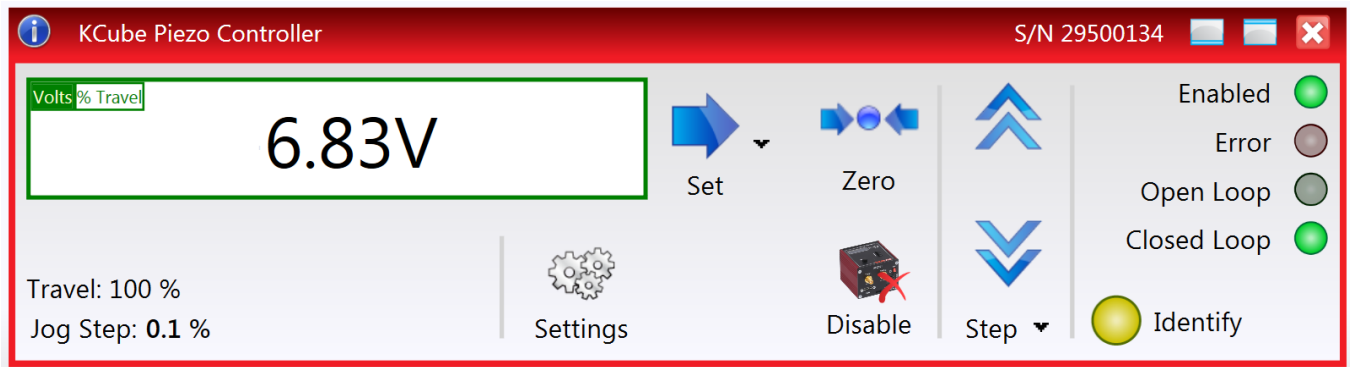 KCube Piezo Controller
S/N 29500134
Volts % Travel
6.83V
Set
Zero
Enabled
Error
Open Loop
Closed Loop
Travel: 100 %
Jog Step: 0.1 %
Settings
Disable
Step
Identify